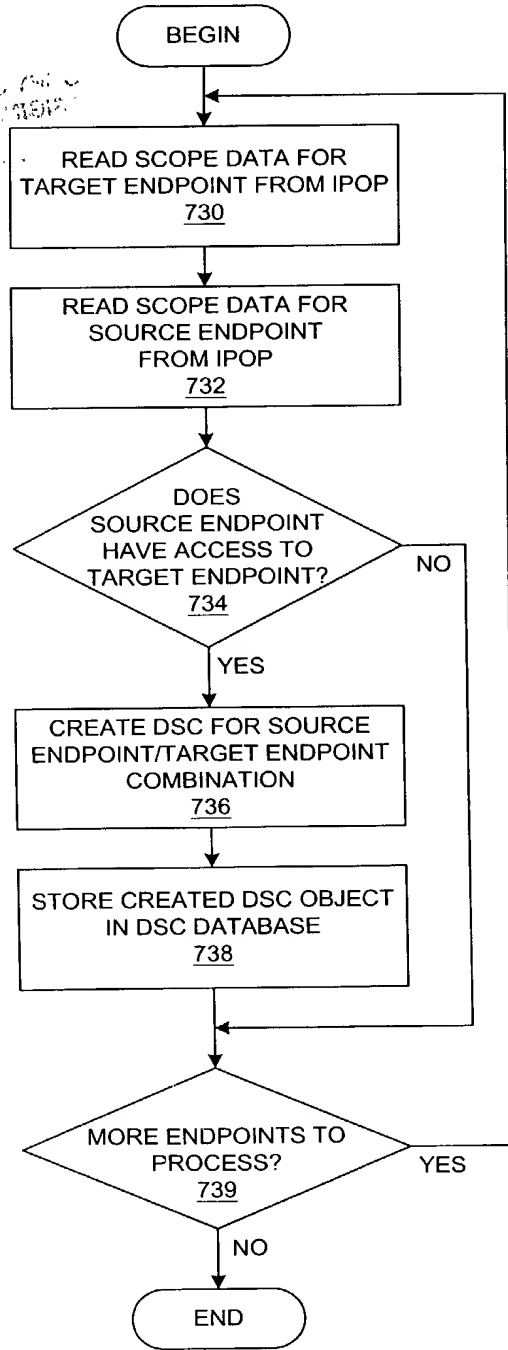 BEGIN
READ SCOPE DATA FOR
TARGET ENDPOINT FROM IPOP
730
READ SCOPE DATA FOR
SOURCE ENDPOINT
FROM IPOP
732
DOES
SOURCE ENDPOINT
HAVE ACCESS TO
TARGET ENDPOINT?
734
NO
YES
CREATE DSC FOR SOURCE
ENDPOINT/TARGET ENDPOINT
COMBINATION
736
STORE CREATED DSC OBJECT
IN DSC DATABASE
738
MORE ENDPOINTS TO
PROCESS?
739
YES
NO
END